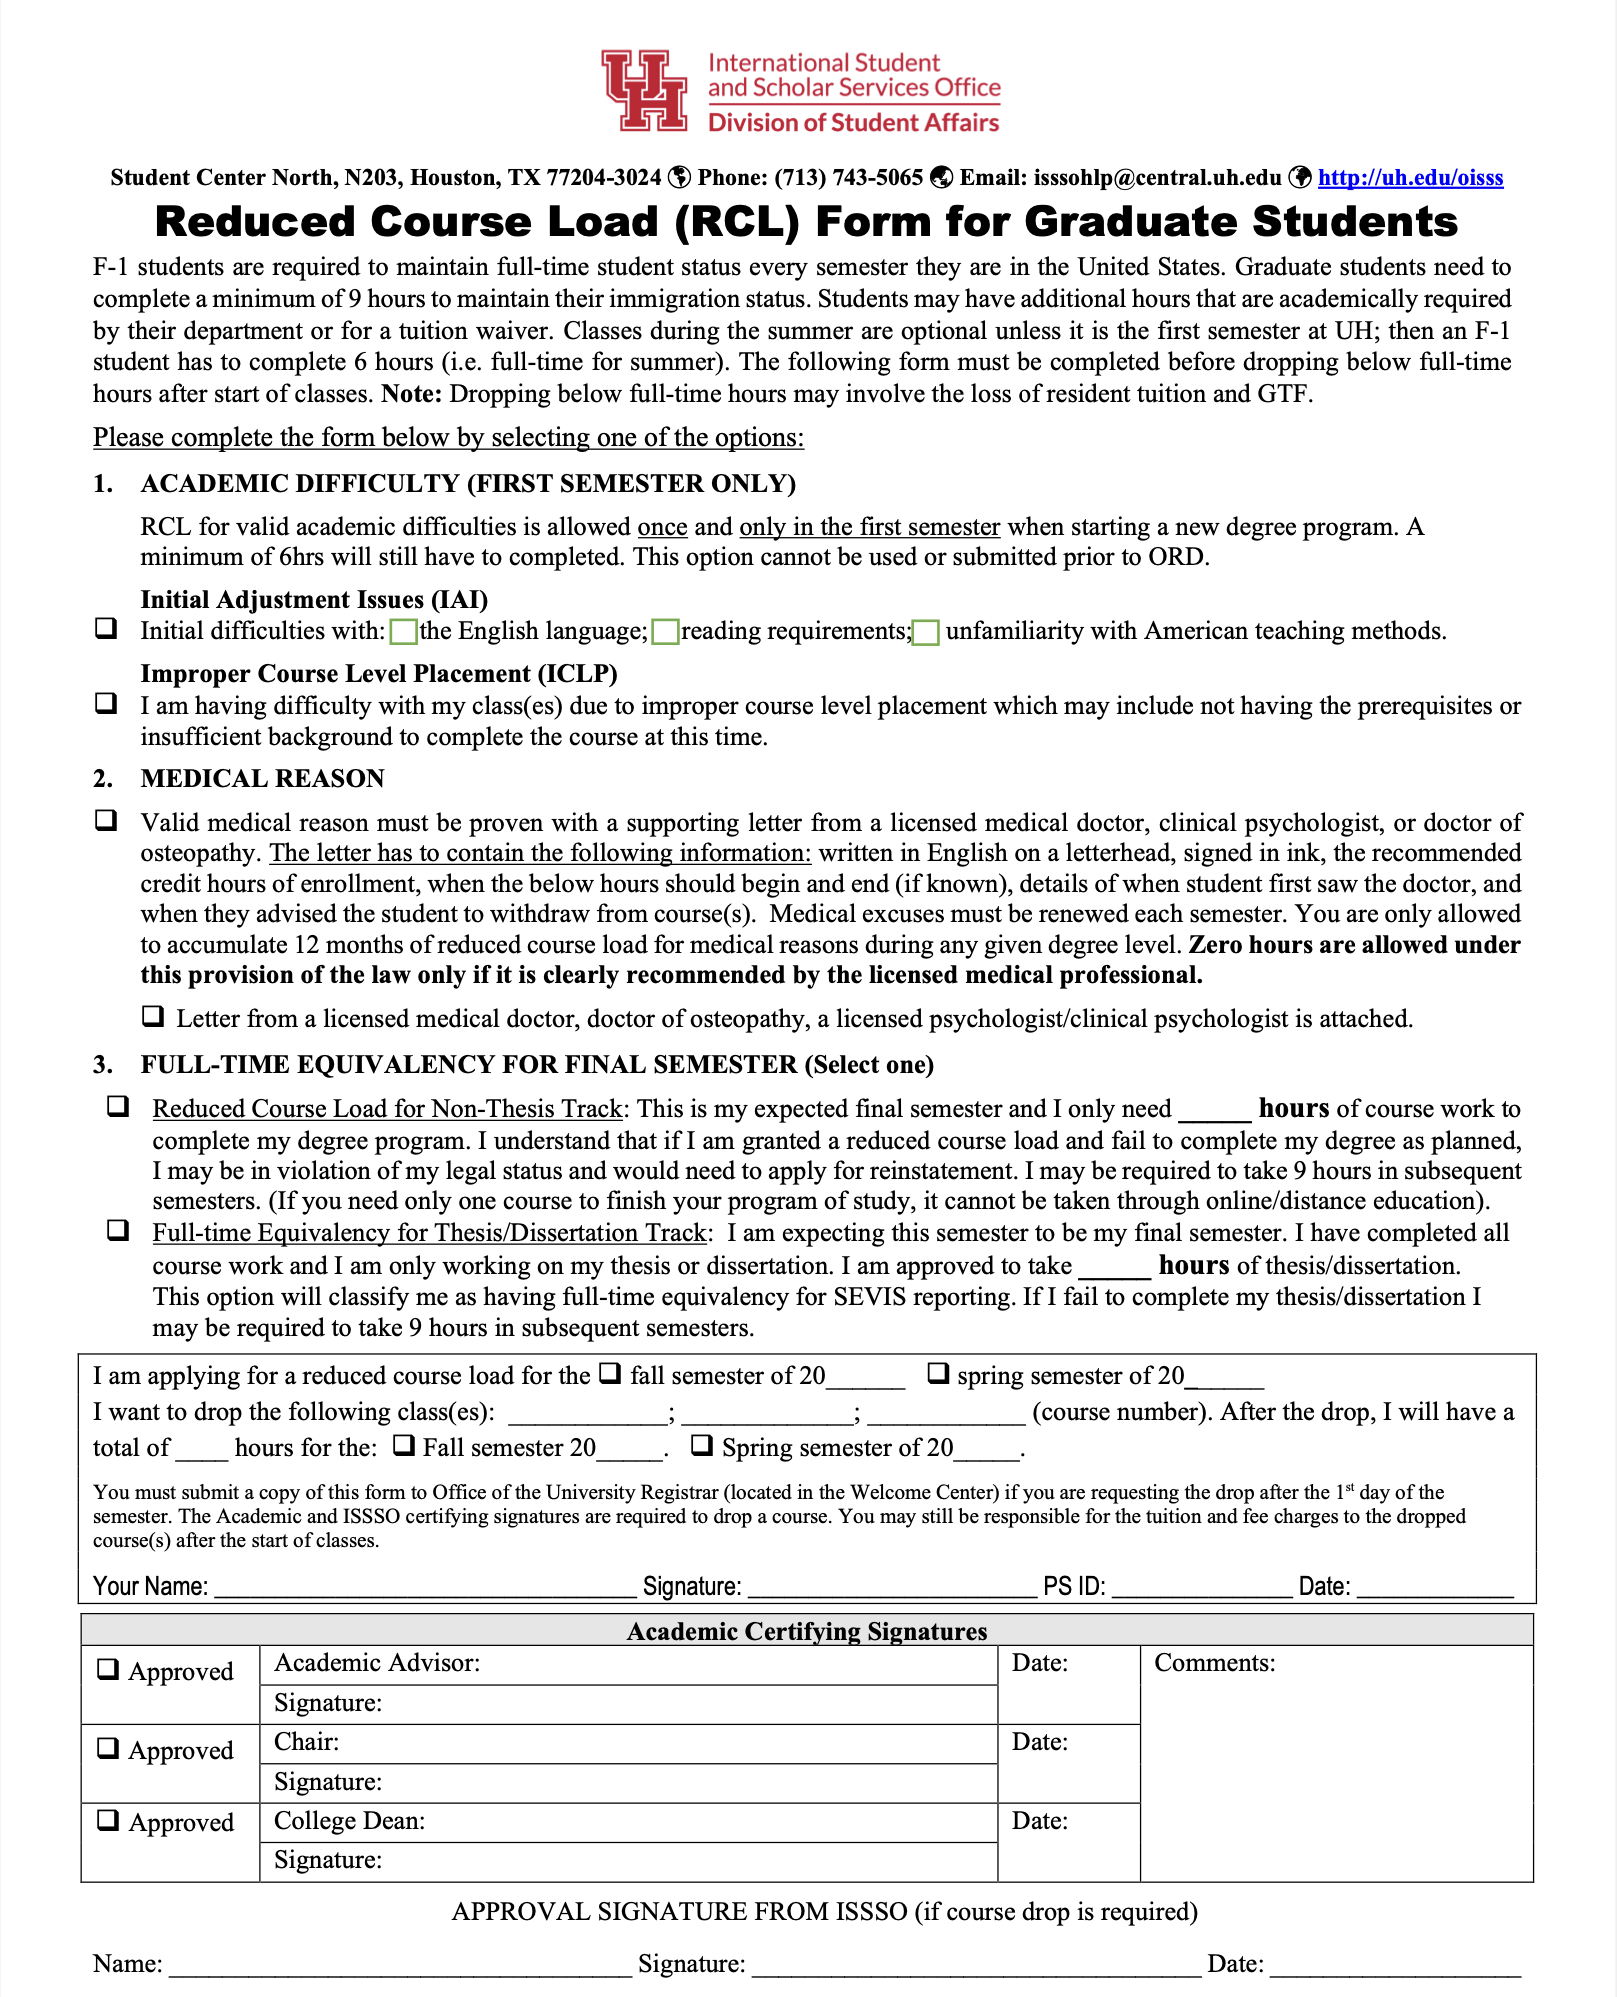 UH International Student
and Scholar Services Office
Division of Student Affairs
Student Center North, N203, Houston, TX 77204-3024 Phone: (713) 743-5065 Email: isssohlp@central.uh.edu http://uh.edu/oisss
Reduced Course Load (RCL) Form for Graduate Students
F-1 students are required to maintain full-time student status every semester they are in the United States. Graduate students need to
complete a minimum of 9 hours to maintain their immigration status. Students may have additional hours that are academically required
by their department or for a tuition waiver. Classes during the summer are optional unless it is the first semester at UH; then an F-1
student has to complete 6 hours (i.e. full-time for summer). The following form must be completed before dropping below full-time
hours after start of classes. Note: Dropping below full-time hours may involve the loss of resident tuition and GTF.
Please complete the form below by selecting one of the options:
1. ACADEMIC DIFFICULTY (FIRST SEMESTER ONLY)
RCL for valid academic difficulties is allowed once and only in the first semester when starting a new degree program. A
minimum of 6hrs will still have to completed. This option cannot be used or submitted prior to ORD.
Initial Adjustment Issues (IAI)
❑ Initial difficulties with: ☐ the English language; ☐ reading requirements; ☐ unfamiliarity with American teaching methods.
Improper Course Level Placement (ICLP)
❑ I am having difficulty with my class(es) due to improper course level placement which may include not having the prerequisites or
insufficient background to complete the course at this time.
2. MEDICAL REASON
❑ Valid medical reason must be proven with a supporting letter from a licensed medical doctor, clinical psychologist, or doctor of
osteopathy. The letter has to contain the following information: written in English on a letterhead, signed in ink, the recommended
credit hours of enrollment, when the below hours should begin and end (if known), details of when student first saw the doctor, and
when they advised the student to withdraw from course(s). Medical excuses must be renewed each semester. You are only allowed
to accumulate 12 months of reduced course load for medical reasons during any given degree level. Zero hours are allowed under
this provision of the law only if it is clearly recommended by the licensed medical professional.
❑ Letter from a licensed medical doctor, doctor of osteopathy, a licensed psychologist/clinical psychologist is attached.
3. FULL-TIME EQUIVALENCY FOR FINAL SEMESTER (Select one)
❑ Reduced Course Load for Non-Thesis Track: This is my expected final semester and I only need _____ hours of course work to
complete my degree program. I understand that if I am granted a reduced course load and fail to complete my degree as planned,
I may be in violation of my legal status and would need to apply for reinstatement. I may be required to take 9 hours in subsequent
semesters. (If you need only one course to finish your program of study, it cannot be taken through online/distance education).
❑ Full-time Equivalency for Thesis/Dissertation Track: I am expecting this semester to be my final semester. I have completed all
course work and I am only working on my thesis or dissertation. I am approved to take _____ hours of thesis/dissertation.
This option will classify me as having full-time equivalency for SEVIS reporting. If I fail to complete my thesis/dissertation I
may be required to take 9 hours in subsequent semesters.
I am applying for a reduced course load for the ❑ fall semester of 20______ ❑ spring semester of 20______
I want to drop the following class(es): ____________; _____________; ____________ (course number). After the drop, I will have a
total of ____ hours for the: ❑ Fall semester 20_____. ❑ Spring semester of 20_____.
You must submit a copy of this form to Office of the University Registrar (located in the Welcome Center) if you are requesting the drop after the 1st day of the
semester. The Academic and ISSSO certifying signatures are required to drop a course. You may still be responsible for the tuition and fee charges to the dropped
course(s) after the start of classes.
Your Name: ___________________________________ Signature: ________________________ PS ID: _______________ Date: _____________
Academic Certifying Signatures
❑ Approved
Academic Advisor:
Date:
Comments:
Signature:
❑ Approved
Chair:
Date:
Signature:
❑ Approved
College Dean:
Date:
Signature:
APPROVAL SIGNATURE FROM ISSSO (if course drop is required)
Name: ___________________________________ Signature: __________________________________ Date: ___________________